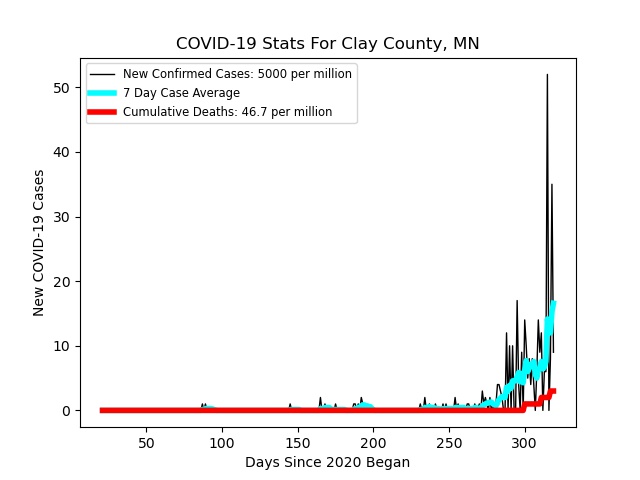 COVID-19 Stats For Clay County, MN
New Confirmed Cases: 5000 per million
7 Day Case Average
Cumulative Deaths: 46.7 per million
New COVID-19 Cases
50
40
30
20
10
0
50 100 150 200 250 300
Days Since 2020 Began